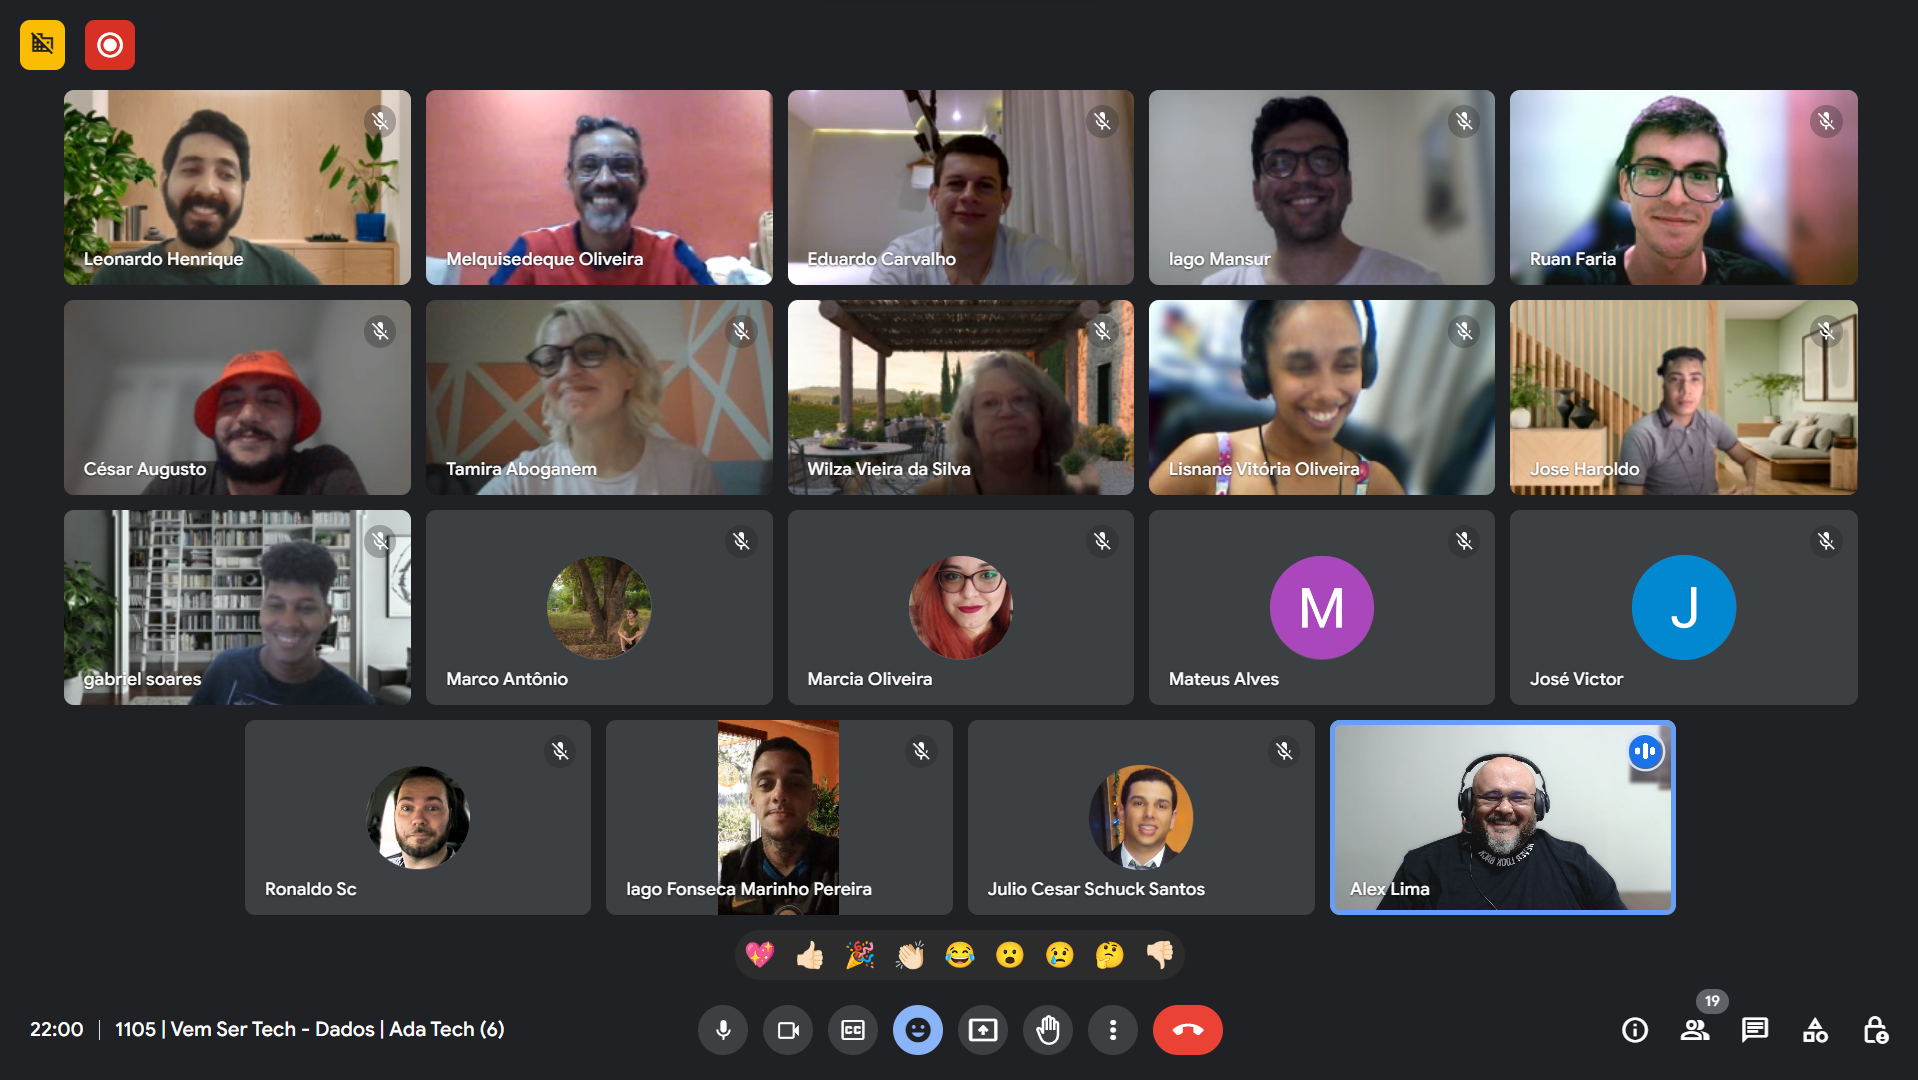 Leonardo Henrique
Melquisedeque Oliveira
Eduardo Carvalho
Iago Mansur
Ruan Faria
César Augusto
Tamira Aboganem
Wilza Vieira da Silva
Lisnane Vitória Oliveira
Jose Haroldo
gabriel soares
Marco Antônio
Marcia Oliveira
M
Mateus Alves
J
José Victor
Ronaldo Sc
Iago Fonseca Marinho Pereira
Julio Cesar Schuck Santos
Alex Lima
22:00 | 1105 | Vem Ser Tech - Dados | Ada Tech (6)
CC
19